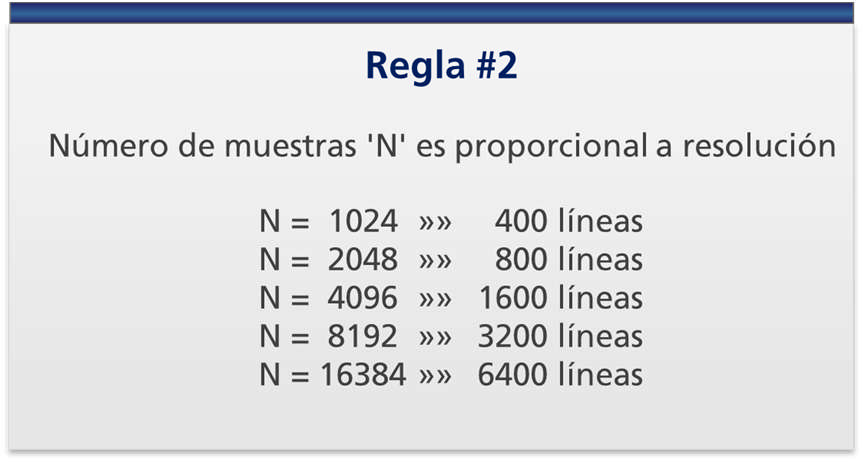 Regla #2
Número de muestras 'N' es proporcional a resolución
N = 1024 »» 400 líneas
N = 2048 »» 800 líneas
N = 4096 »» 1600 líneas
N = 8192 »» 3200 líneas
N = 16384 »» 6400 líneas